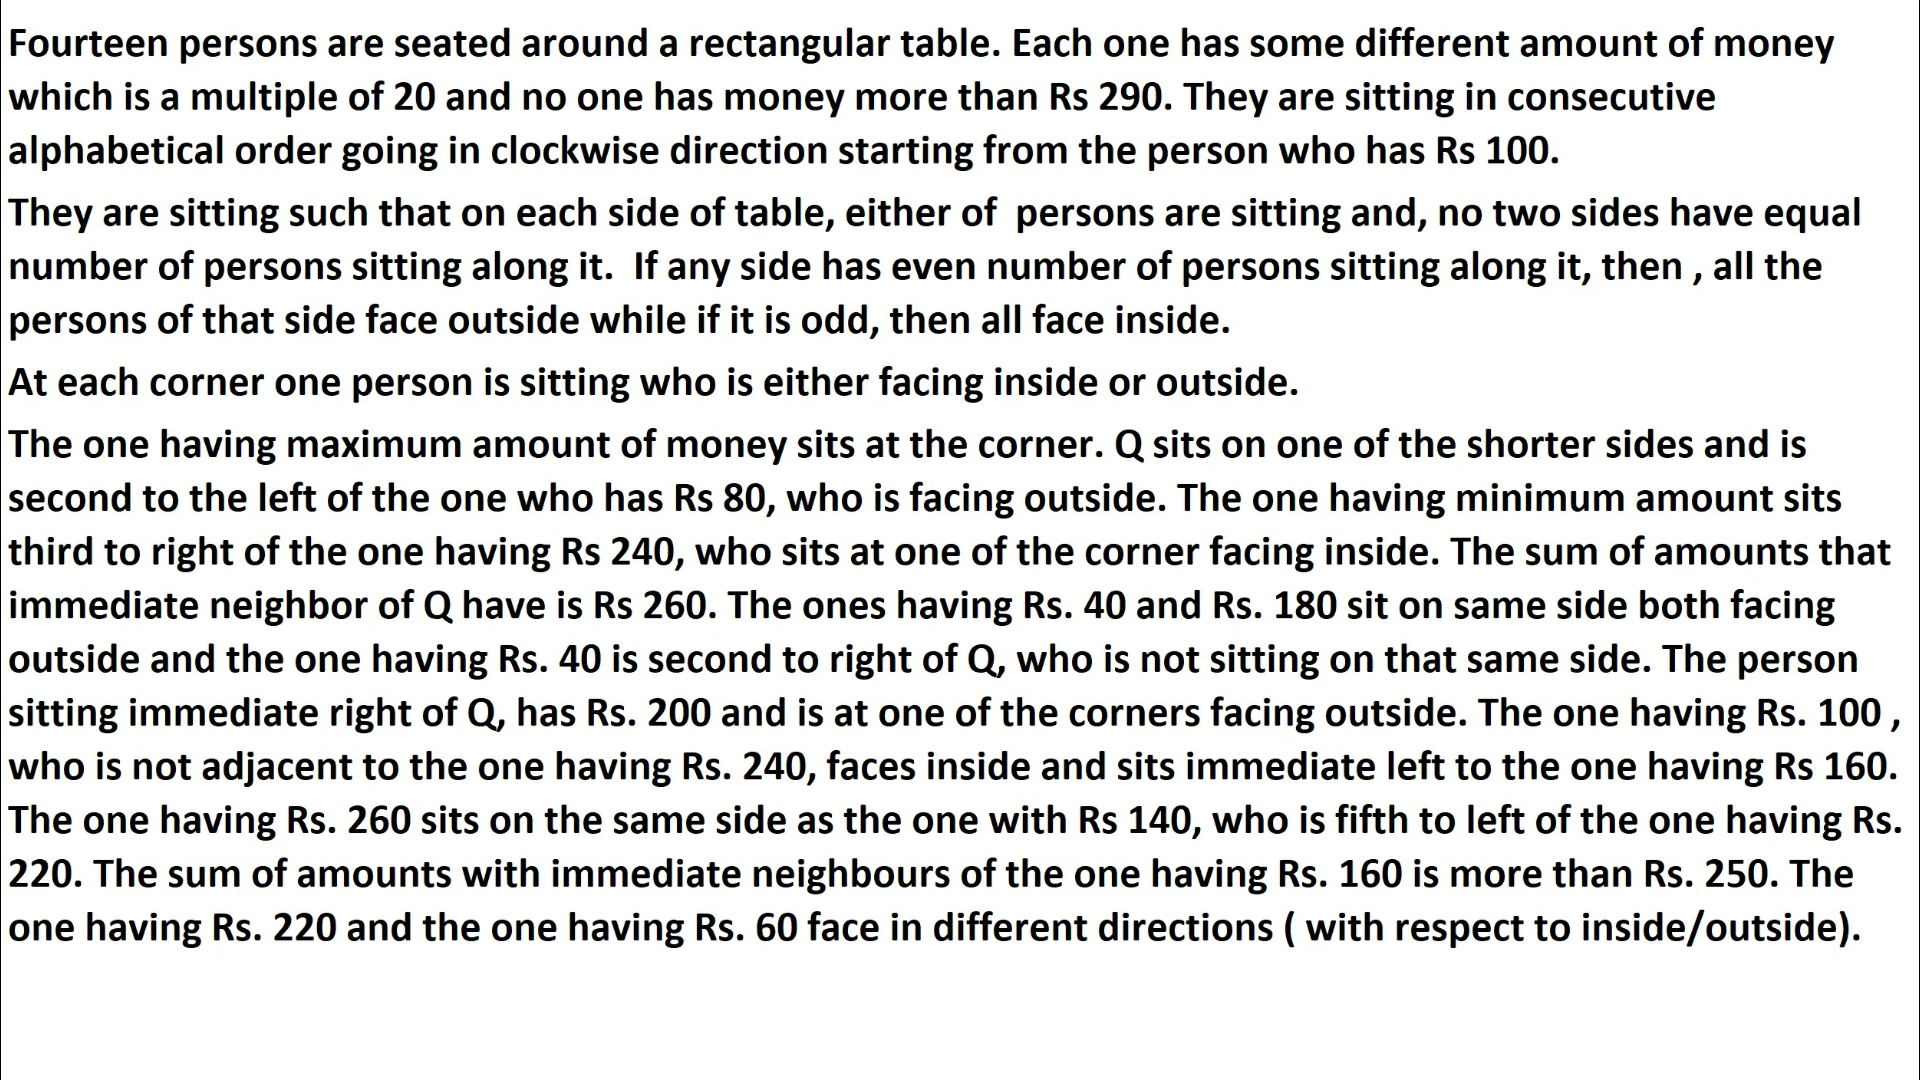 Fourteen persons are seated around a rectangular table. Each one has some different amount of money
which is a multiple of 20 and no one has money more than Rs 290. They are sitting in consecutive
alphabetical order going in clockwise direction starting from the person who has Rs 100.
They are sitting such that on each side of table, either of  persons are sitting and, no two sides have equal
number of persons sitting along it.  If any side has even number of persons sitting along it, then , all the
persons of that side face outside while if it is odd, then all face inside.
At each corner one person is sitting who is either facing inside or outside.
The one having maximum amount of money sits at the corner. Q sits on one of the shorter sides and is
second to the left of the one who has Rs 80, who is facing outside. The one having minimum amount sits
third to right of the one having Rs 240, who sits at one of the corner facing inside. The sum of amounts that
immediate neighbor of Q have is Rs 260. The ones having Rs. 40 and Rs. 180 sit on same side both facing
outside and the one having Rs. 40 is second to right of Q, who is not sitting on that same side. The person
sitting immediate right of Q, has Rs. 200 and is at one of the corners facing outside. The one having Rs. 100 ,
who is not adjacent to the one having Rs. 240, faces inside and sits immediate left to the one having Rs 160.
The one having Rs. 260 sits on the same side as the one with Rs 140, who is fifth to left of the one having Rs.
220. The sum of amounts with immediate neighbours of the one having Rs. 160 is more than Rs. 250. The
one having Rs. 220 and the one having Rs. 60 face in different directions ( with respect to inside/outside).